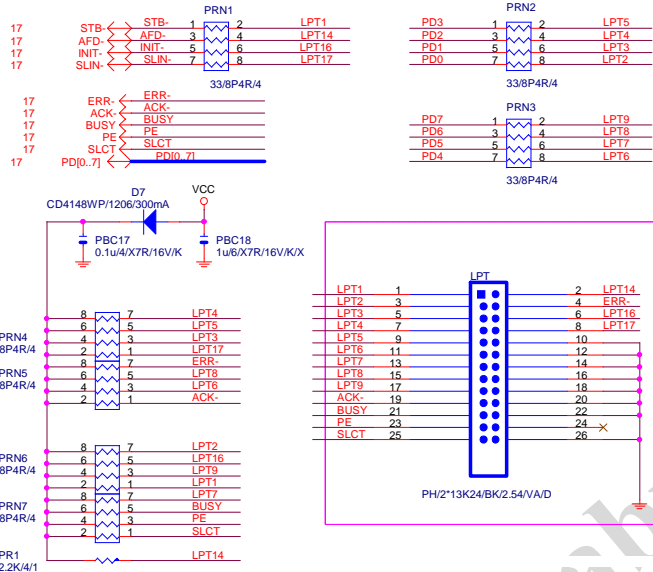 PRN1
17 STB- STB- 1 2 LPT1
17 AFD- AFD- 3 4 LPT14
17 INIT- INIT- 5 6 LPT16
17 SLIN- SLIN- 7 8 LPT17
33/8P4R/4
PRN2
PD3 1 2 LPT5
PD2 3 4 LPT4
PD1 5 6 LPT3
PD0 7 8 LPT2
33/8P4R/4
17 ERR- ERR-
17 ACK- ACK-
17 BUSY BUSY
17 PE PE
17 SLCT SLCT
17 PD[0..7] PD[0..7]
PRN3
PD7 1 2 LPT9
PD6 3 4 LPT8
PD5 5 6 LPT7
PD4 7 8 LPT6
33/8P4R/4
D7
CD4148WP/1206/300mA
VCC
PBC17
0.1u/4/X7R/16V/K
PBC18
1u/6/X7R/16V/K/X
8 7 LPT4
6 5 LPT5
PRN4 4 3 LPT3
8P4R/4 2 1 LPT17
8 7 ERR-
PRN5 6 5 LPT8
8P4R/4 4 3 LPT6
2 1 ACK-
8 7 LPT2
PRN6 6 5 LPT16
8P4R/4 4 3 LPT9
2 1 LPT1
8 7 LPT7
PRN7 6 5 BUSY
8P4R/4 4 3 PE
2 1 SLCT
PR1 LPT14
2.2K/4/1
LPT
LPT1 1 2 LPT14
LPT2 3 4 ERR-
LPT3 5 6 LPT16
LPT4 7 8 LPT17
LPT5 9 10
LPT6 11 12
LPT7 13 14
LPT8 15 16
LPT9 17 18
ACK- 19 20
BUSY 21 22
PE 23 24
SLCT 25 26
PH/2*13K24/BK/2.54/VA/D